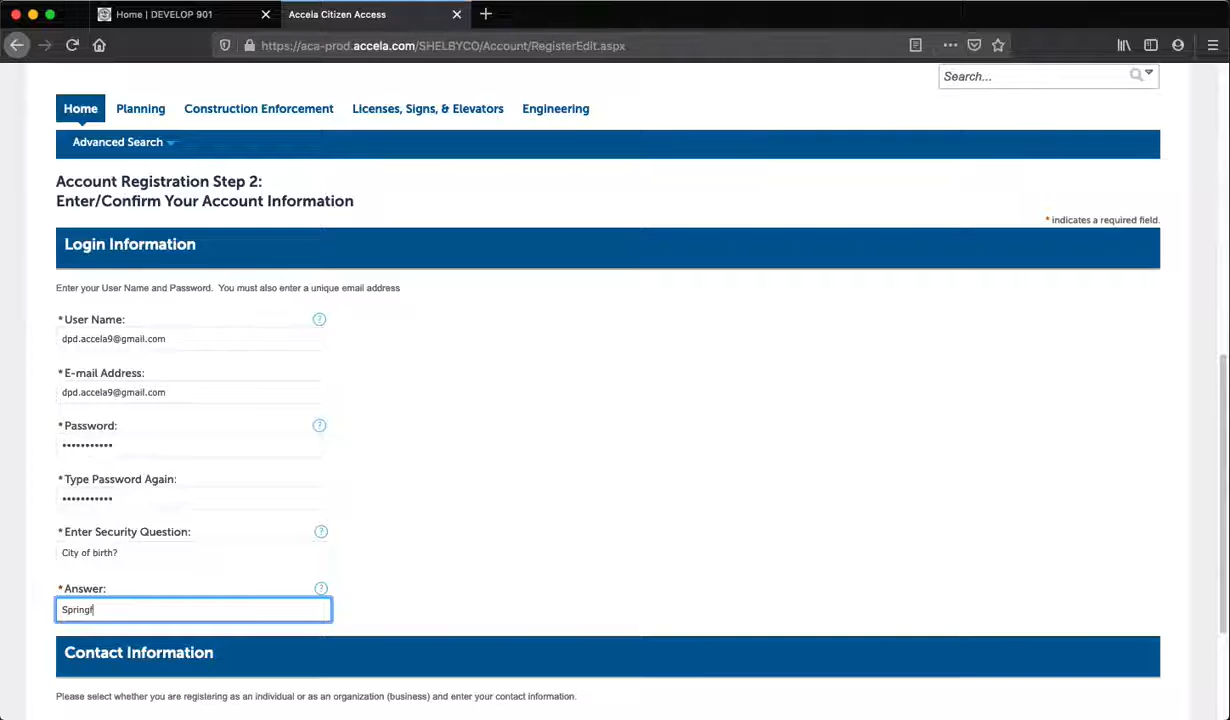 Home | DEVELOP 901
Accela Citizen Access
https://aca-prod.accela.com/SHELBYCO/Account/RegisterEdit.aspx
Search...
Home Planning Construction Enforcement Licenses, Signs, & Elevators Engineering
Advanced Search
Account Registration Step 2:
Enter/Confirm Your Account Information
* indicates a required field.
Login Information
Enter your User Name and Password. You must also enter a unique email address
* User Name: ?
dpd.accela9@gmail.com
* E-mail Address:
dpd.accela9@gmail.com
* Password: ?
•••••••••••
* Type Password Again:
•••••••••••
* Enter Security Question: ?
City of birth?
* Answer: ?
Springf
Contact Information
Please select whether you are registering as an individual or as an organization (business) and enter your contact information.